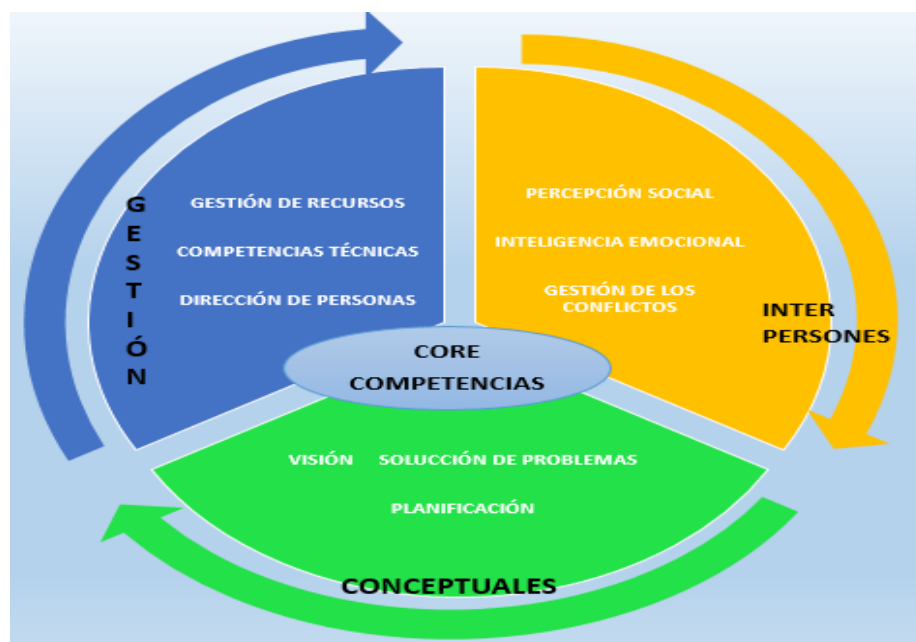 GESTIÓN
GESTIÓN DE RECURSOS
COMPETENCIAS TÉCNICAS
DIRECCIÓN DE PERSONAS
PERCEPCIÓN SOCIAL
INTELIGENCIA EMOCIONAL
GESTIÓN DE LOS
CONFLICTOS
INTER
PERSONES
CORE
COMPETENCIAS
VISIÓN SOLUCCIÓN DE PROBLEMAS
PLANIFICACIÓN
CONCEPTUALES